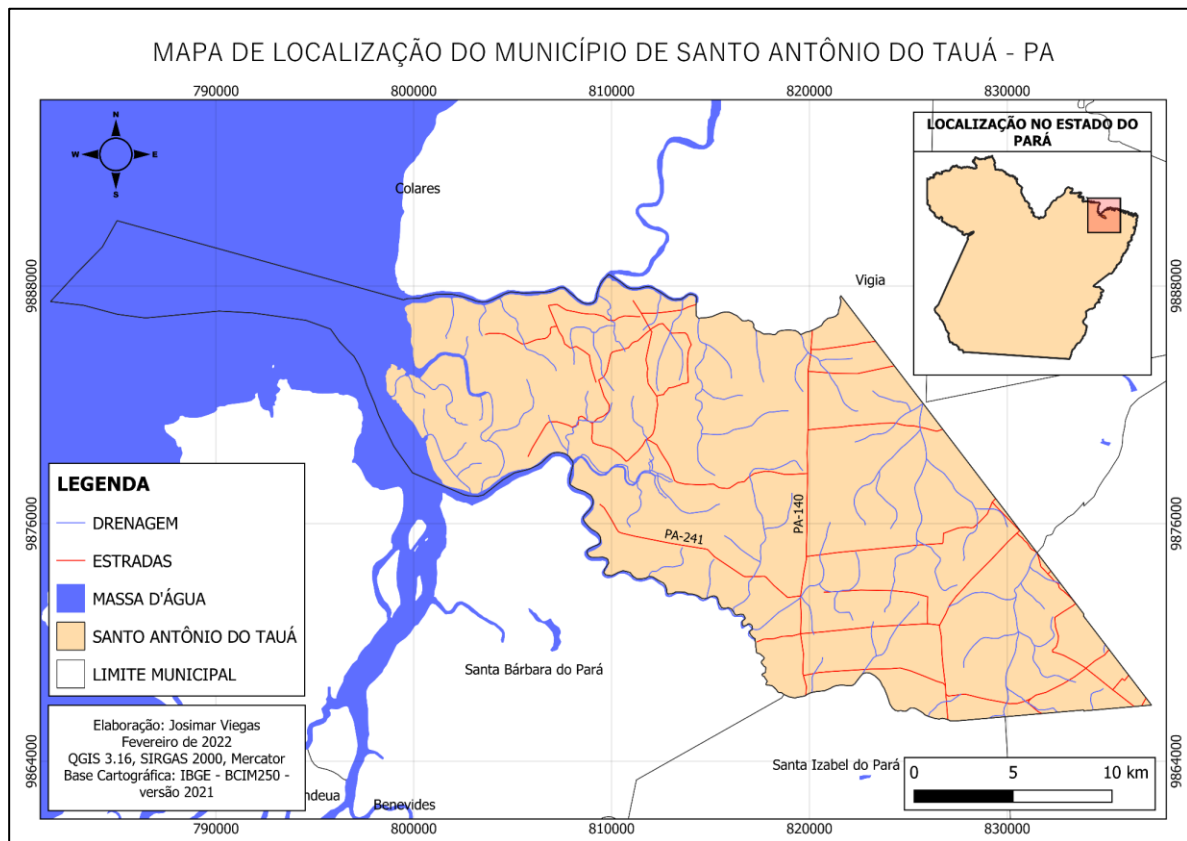 MAPA DE LOCALIZAÇÃO DO MUNICÍPIO DE SANTO ANTÔNIO DO TAUÁ - PA
790000
800000
810000
820000
830000
N
W
E
S
LOCALIZAÇÃO NO ESTADO DO
PARÁ
Colares
Vigia
9888000
9888000
9876000
9876000
9864000
9864000
PA-140
PA-241
LEGENDA
DRENAGEM
ESTRADAS
MASSA D'ÁGUA
SANTO ANTÔNIO DO TAUÁ
LIMITE MUNICIPAL
Santa Bárbara do Pará
Santa Izabel do Pará
Elaboração: Josimar Viegas
Fevereiro de 2022
QGIS 3.16, SIRGAS 2000, Mercator
Base Cartográfica: IBGE - BCIM250 -
versão 2021
ndeua
Benevides
0
5
10 km
790000
800000
810000
820000
830000